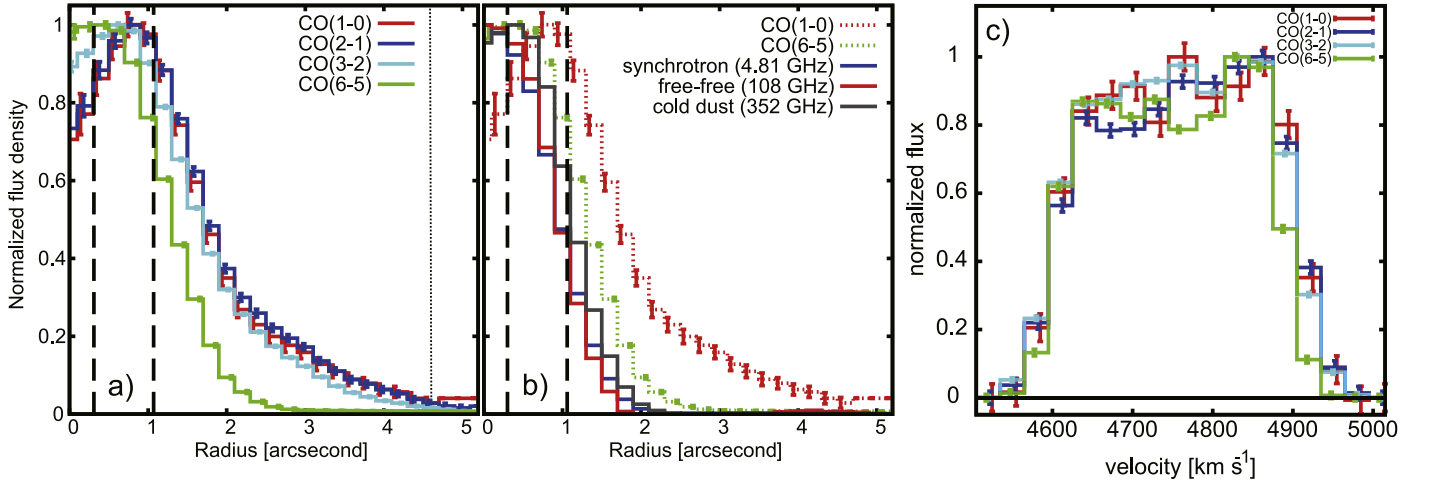 Normalized flux density
1
0.8
0.6
0.4
0.2
0
CO(1-0)
CO(2-1)
CO(3-2)
CO(6-5)
a)
0 1 2 3 4 5
Radius [arcsecond]
CO(1-0)
CO(6-5)
synchrotron (4.81 GHz)
free-free (108 GHz)
cold dust (352 GHz)
b)
0 1 2 3 4 5
Radius [arcsecond]
c)
normalized flux
1.0
0.8
0.6
0.4
0.2
0
CO(1-0)
CO(2-1)
CO(3-2)
CO(6-5)
4600 4700 4800 4900 5000
velocity [km s⁻¹]